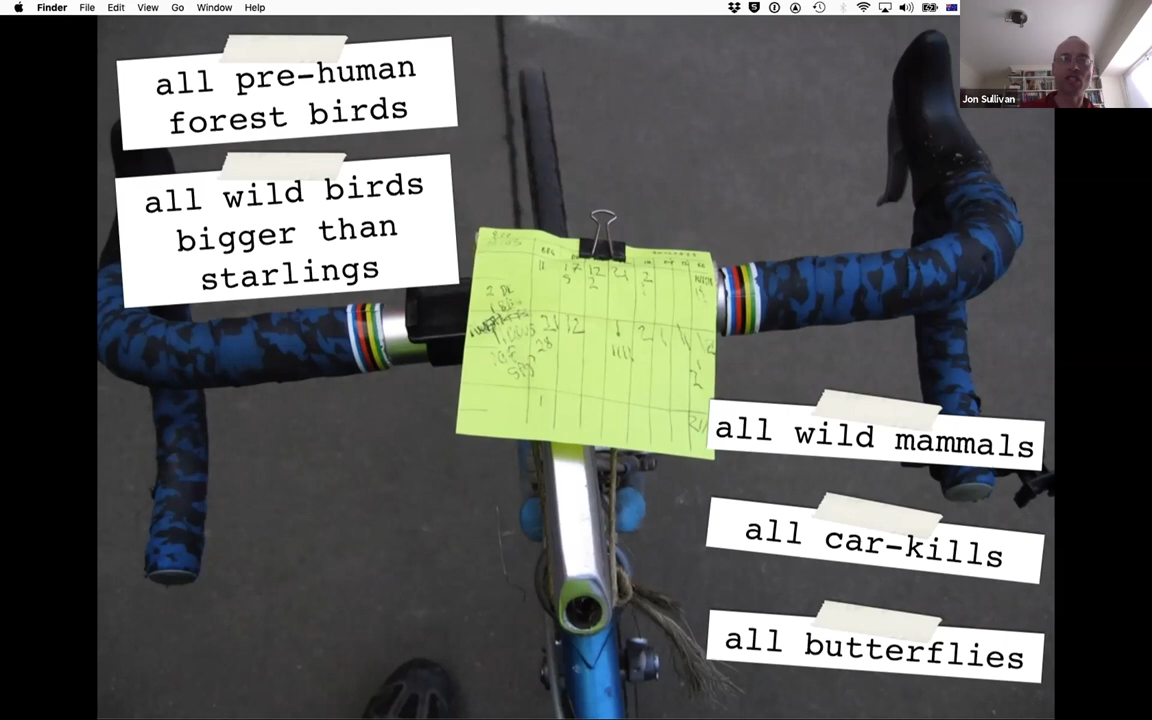 Finder File Edit View Go Window Help
all pre-human
forest birds
all wild birds
bigger than
starlings
Jon Sullivan
all wild mammals
all car-kills
all butterflies